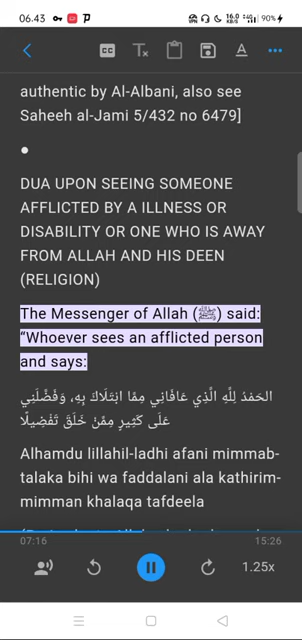 06.43
16.0 KB/S
90%
authentic by Al-Albani, also see
Saheeh al-Jami 5/432 no 6479]
●
DUA UPON SEEING SOMEONE
AFFLICTED BY A ILLNESS OR
DISABILITY OR ONE WHO IS AWAY
FROM ALLAH AND HIS DEEN
(RELIGION)
The Messenger of Allah (ﷺ) said:
“Whoever sees an afflicted person
and says:
الحَمْدُ لِلَّهِ الَّذِي عَافَانِي مِمَّا ابْتَلَاكَ بِهِ، وَفَضَّلَنِي
عَلَى كَثِيرٍ مِمَّنْ خَلَقَ تَفْضِيلًا
Alhamdu lillahil-ladhi afani mimmab-
talaka bihi wa faddalani ala kathirim-
mimman khalaqa tafdeela
07:16
15:26
1.25x